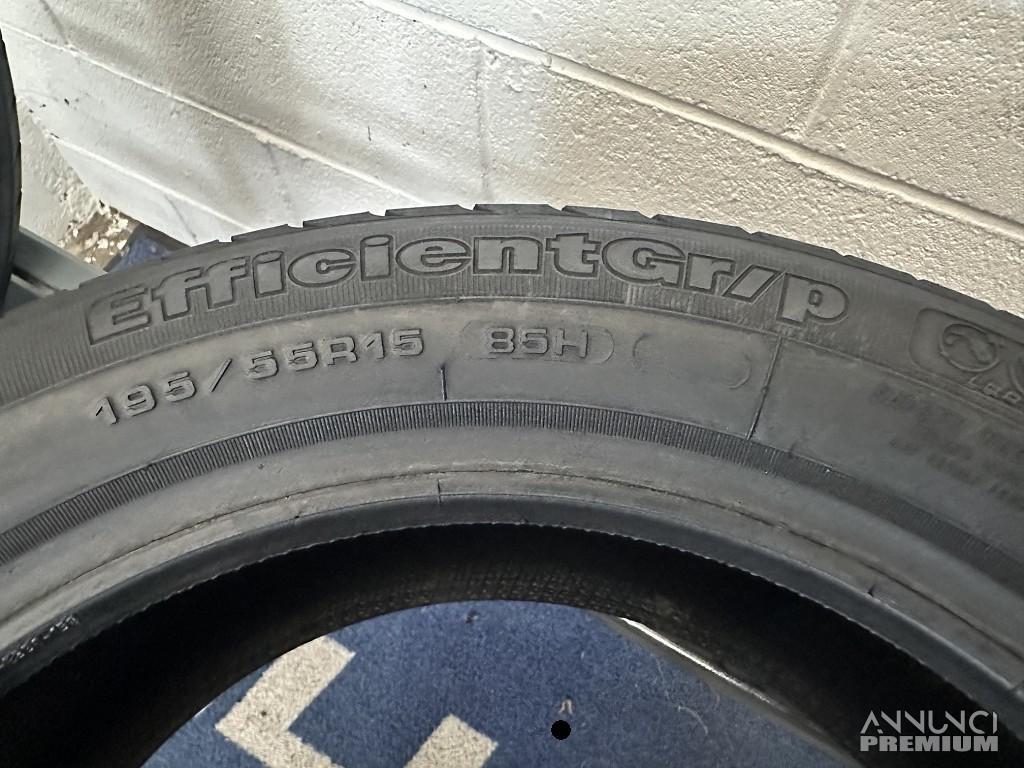 EfficientGrip
195/55R15 85H
ANNUNCI
PREMIUM